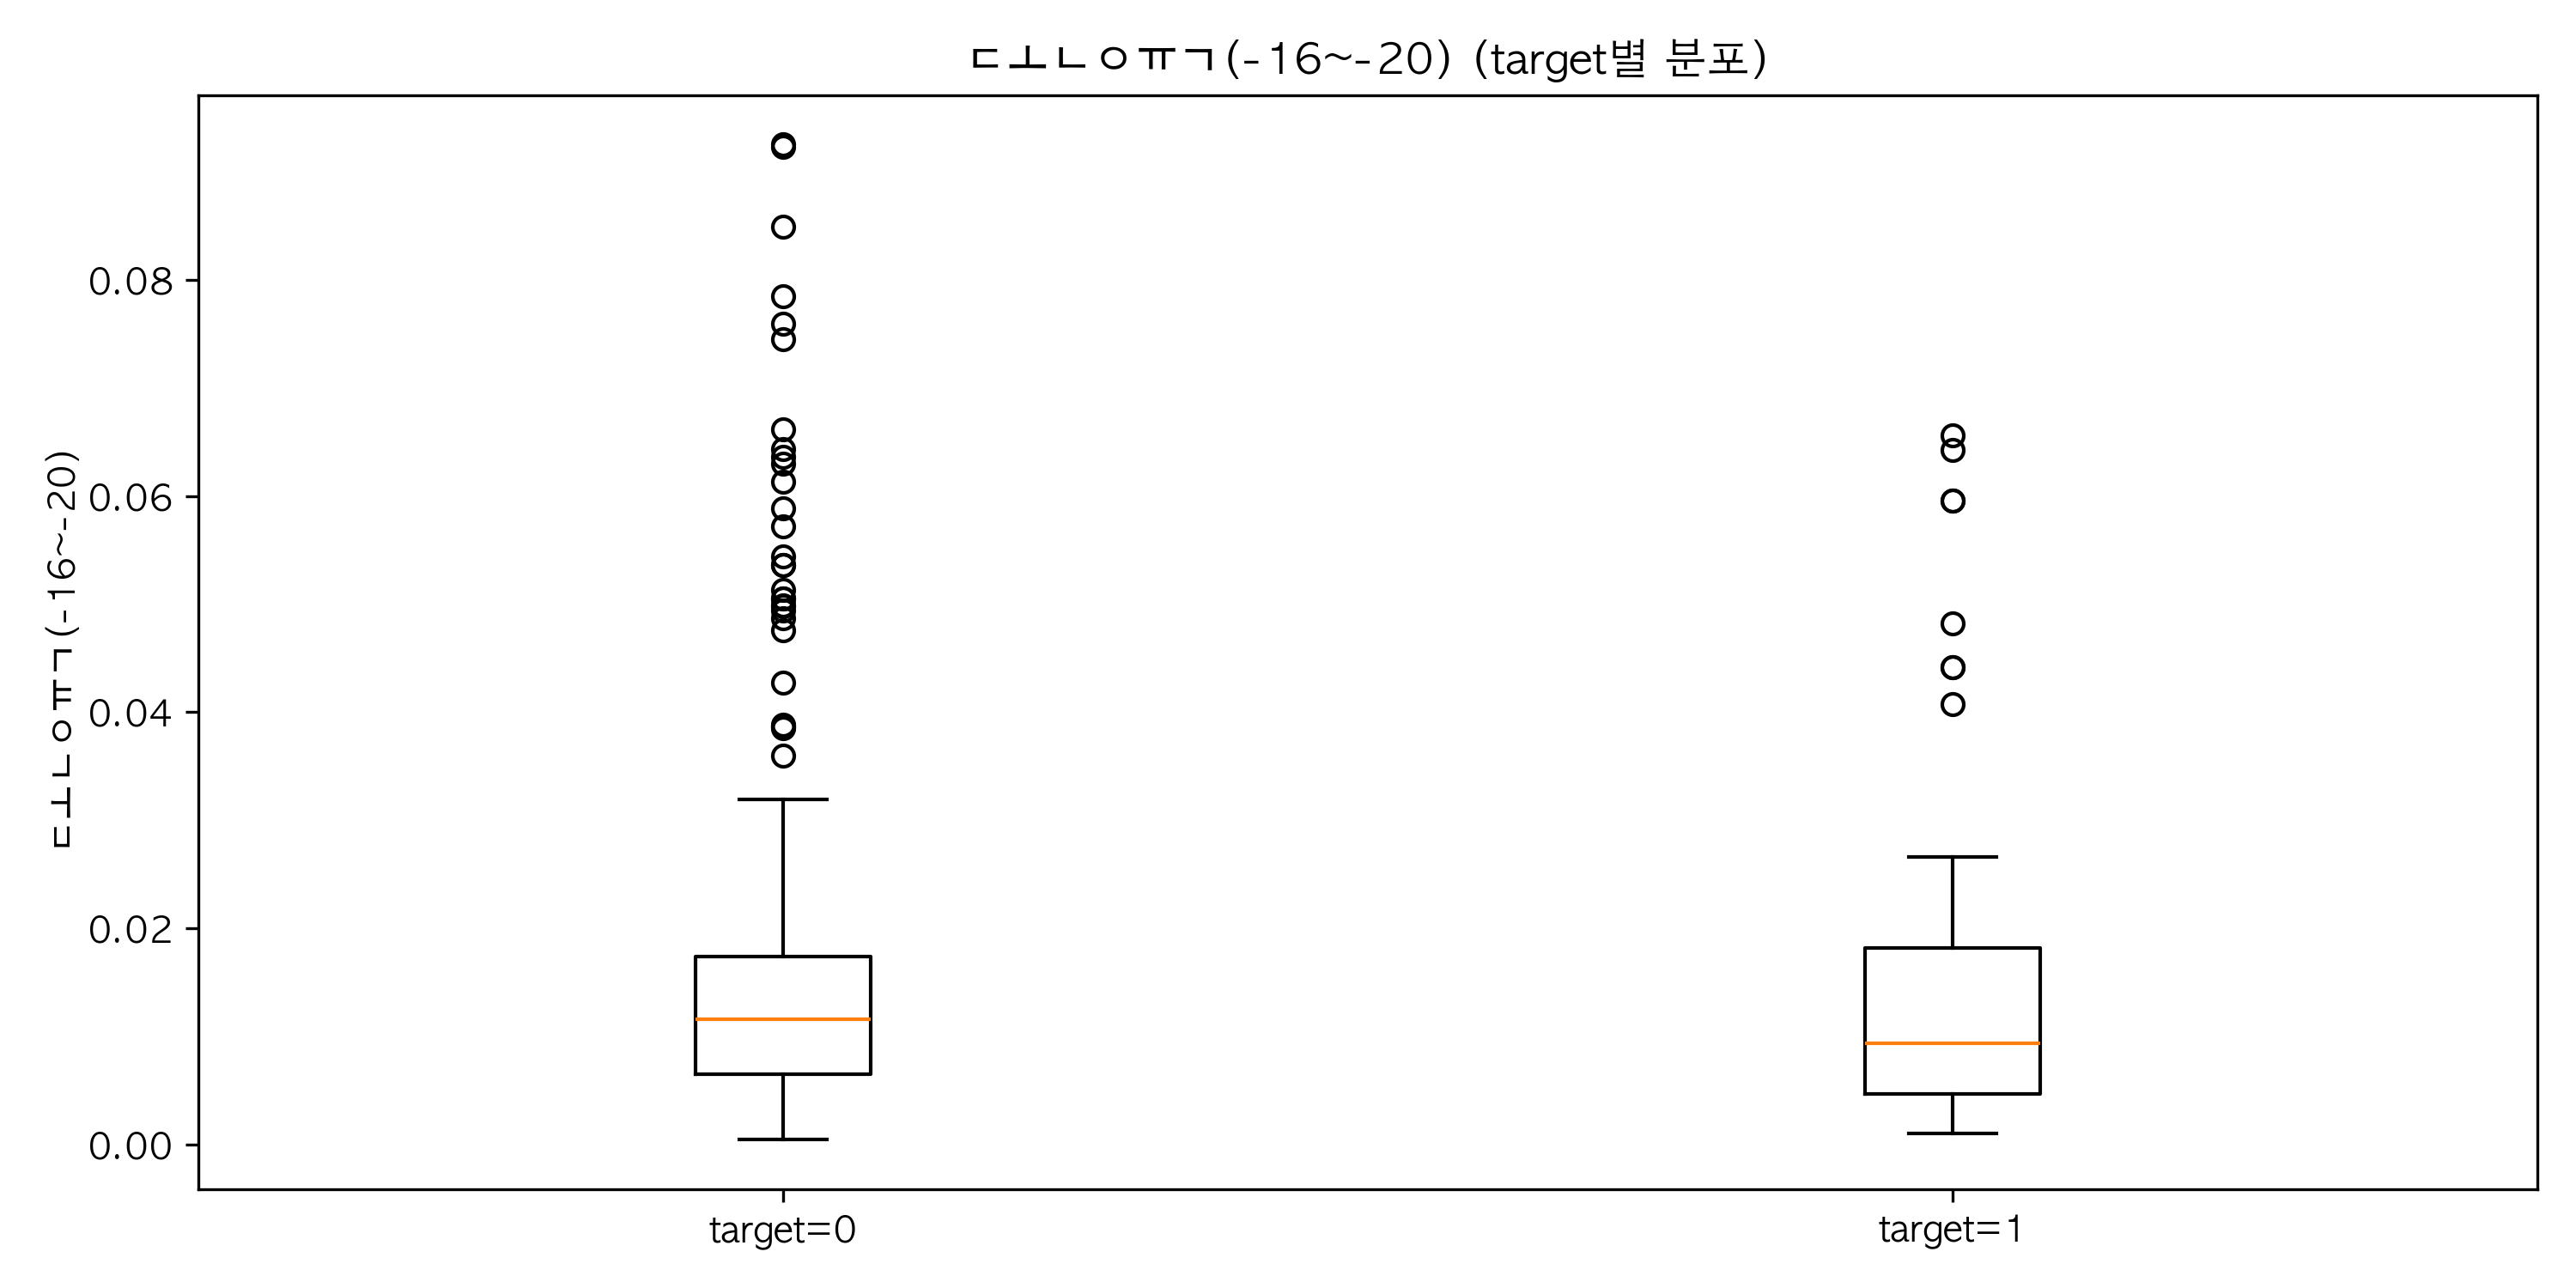 ㄷㅗㄴㅇㅠㄱ(-16~-20) (target별 분포)
ㄷㅗㄴㅇㅠㄱ(-16~-20)
0.08
0.06
0.04
0.02
0.00
target=0
target=1